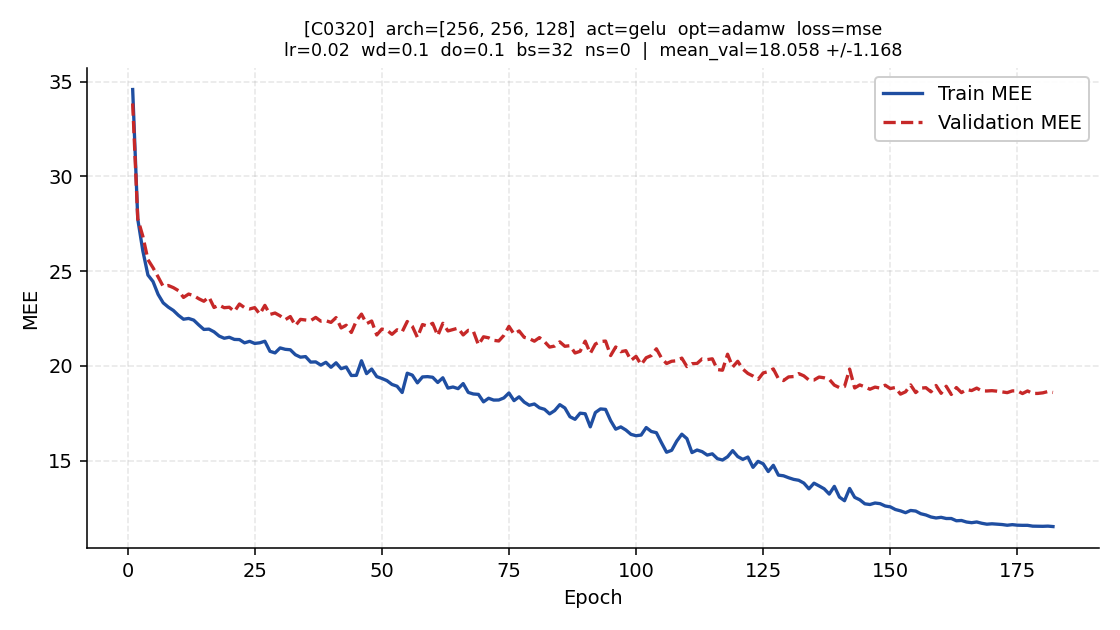 [C0320]  arch=[256, 256, 128]  act=gelu  opt=adamw  loss=mse
lr=0.02  wd=0.1  do=0.1  bs=32  ns=0  |  mean_val=18.058 +/-1.168
Train MEE
Validation MEE
MEE
35
30
25
20
15
0
25
50
75
100
125
150
175
Epoch